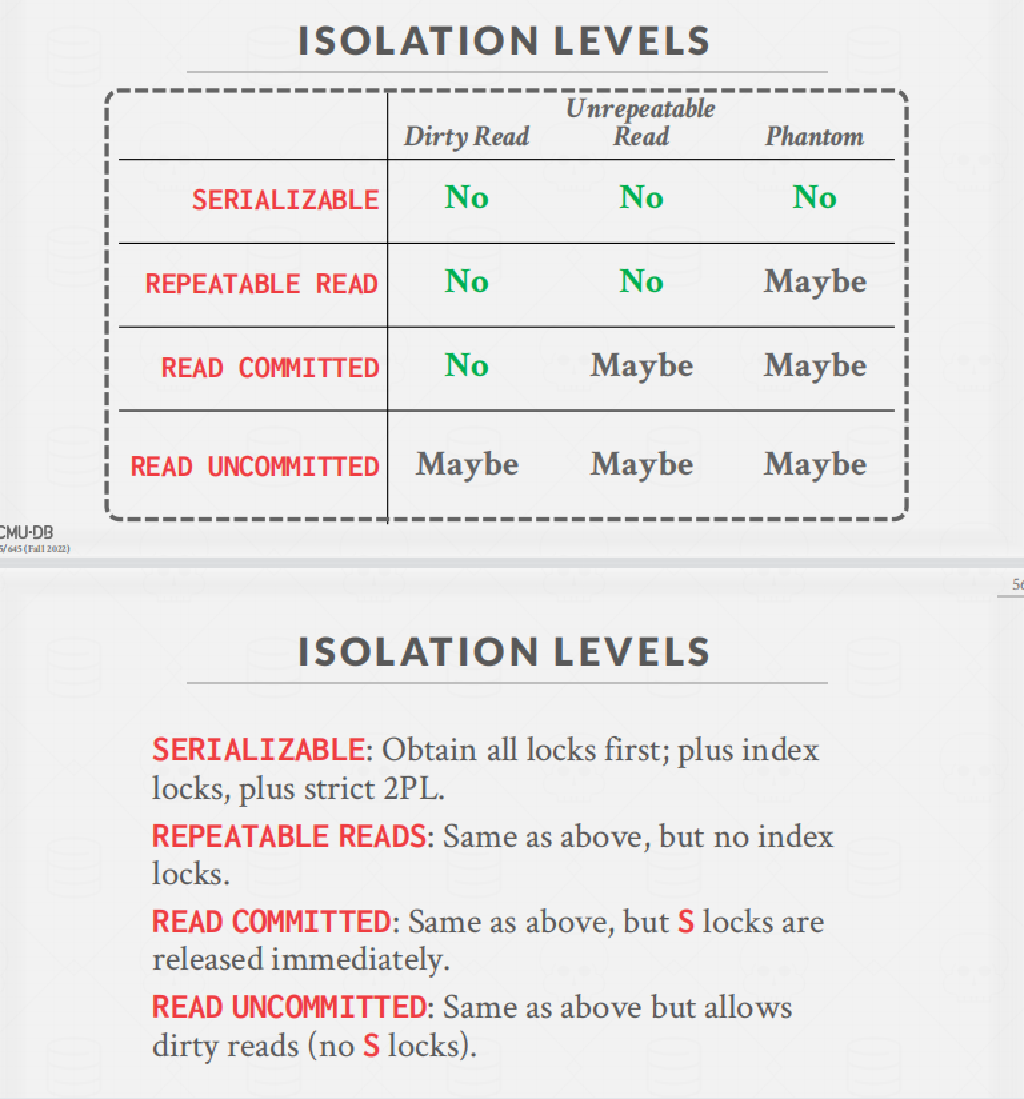 ISOLATION LEVELS
Unrepeatable
Dirty Read Read Phantom
SERIALIZABLE No No No
REPEATABLE READ No No Maybe
READ COMMITTED No Maybe Maybe
READ UNCOMMITTED Maybe Maybe Maybe
CMU-DB
5/645 (Fall 2022)
ISOLATION LEVELS
SERIALIZABLE: Obtain all locks first; plus index
locks, plus strict 2PL.
REPEATABLE READS: Same as above, but no index
locks.
READ COMMITTED: Same as above, but S locks are
released immediately.
READ UNCOMMITTED: Same as above but allows
dirty reads (no S locks).